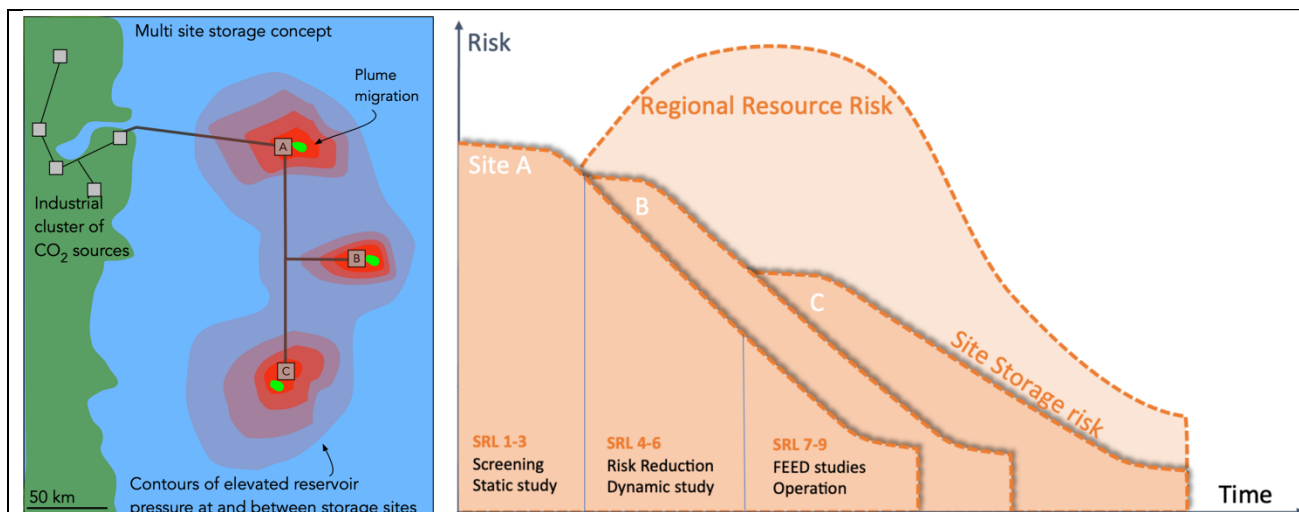 Multi site storage concept
Plume
migration
A
B
C
Industrial
cluster of
CO₂ sources
50 km
Contours of elevated reservoir
pressure at and between storage sites
Risk
Regional Resource Risk
Site A
B
C
Site Storage risk
SRL 1-3
Screening
Static study
SRL 4-6
Risk Reduction
Dynamic study
SRL 7-9
FEED studies
Operation
Time